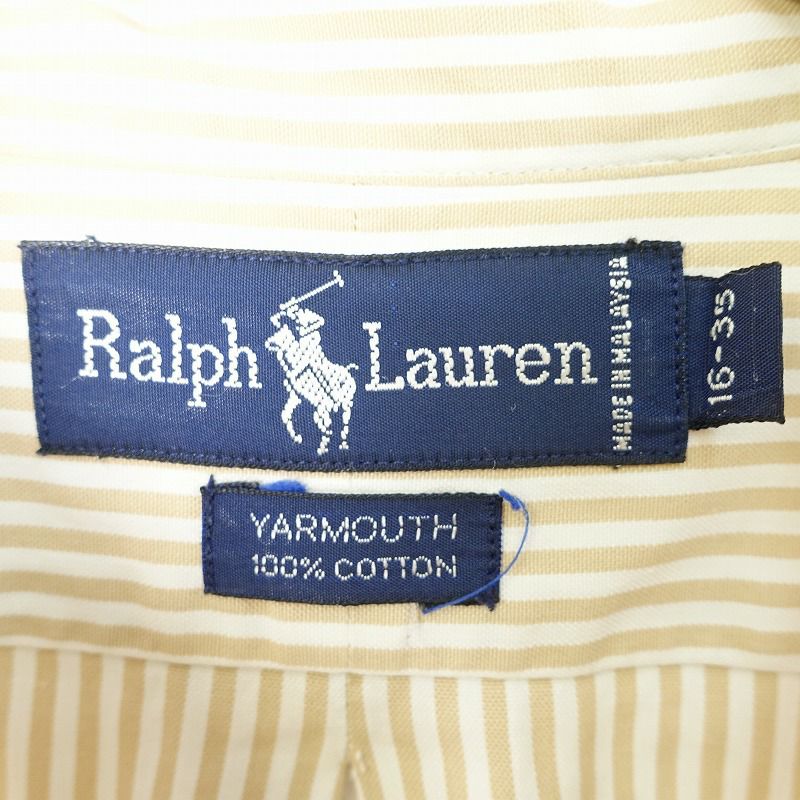 Ralph Lauren
MADE IN MALAYSIA
16-35
YARMOUTH
100% COTTON